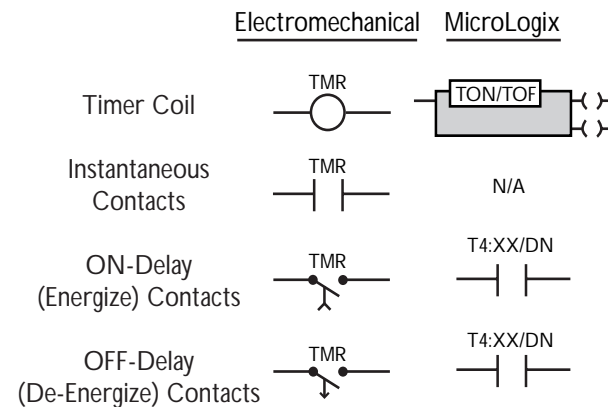 Electromechanical MicroLogix
Timer Coil
TMR
TON/TOF
Instantaneous
Contacts
TMR
N/A
ON-Delay
(Energize) Contacts
TMR
T4:XX/DN
OFF-Delay
(De-Energize) Contacts
TMR
T4:XX/DN